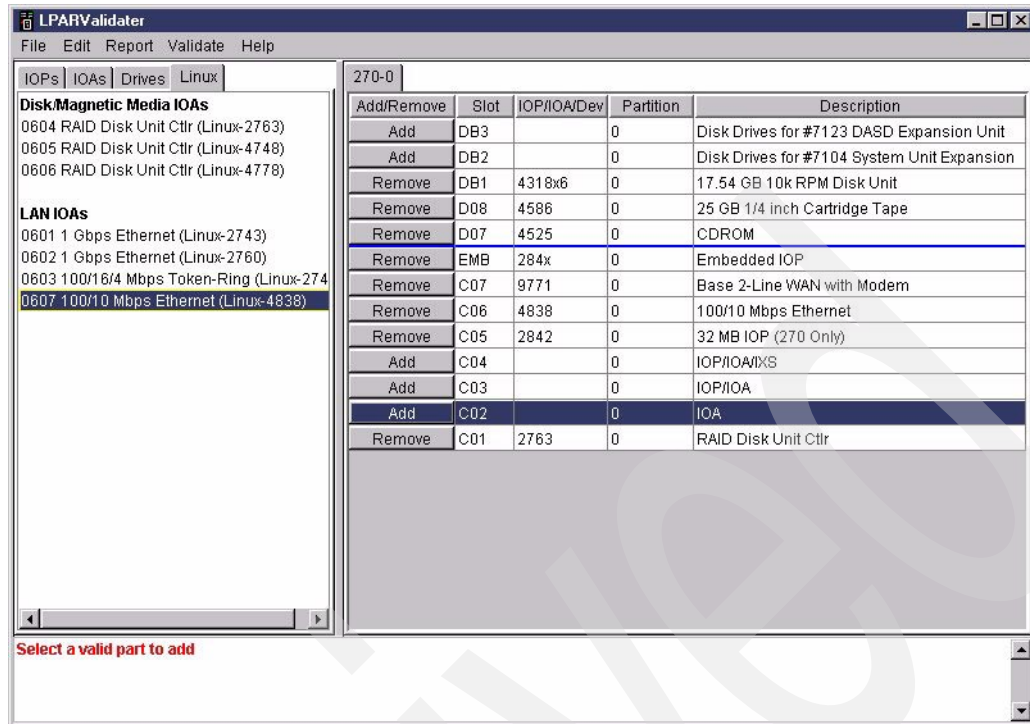 LPARValidater
File Edit Report Validate Help
IOPs IOAs Drives Linux
Disk/Magnetic Media IOAs
0604 RAID Disk Unit Ctlr (Linux-2763)
0605 RAID Disk Unit Ctlr (Linux-4748)
0606 RAID Disk Unit Ctlr (Linux-4778)
LAN IOAs
0601 1 Gbps Ethernet (Linux-2743)
0602 1 Gbps Ethernet (Linux-2760)
0603 100/16/4 Mbps Token-Ring (Linux-274
0607 100/10 Mbps Ethernet (Linux-4838)
270-0
Add/Remove Slot IOP/IOA/Dev Partition Description
Add DB3 0 Disk Drives for #7123 DASD Expansion Unit
Add DB2 0 Disk Drives for #7104 System Unit Expansion
Remove DB1 4318x6 0 17.54 GB 10k RPM Disk Unit
Remove D08 4586 0 25 GB 1/4 inch Cartridge Tape
Remove D07 4525 0 CDROM
Remove EMB 284x 0 Embedded IOP
Remove C07 9771 0 Base 2-Line WAN with Modem
Remove C06 4838 0 100/10 Mbps Ethernet
Remove C05 2842 0 32 MB IOP (270 Only)
Add C04 0 IOP/IOA/IXS
Add C03 0 IOP/IOA
Add C02 0 IOA
Remove C01 2763 0 RAID Disk Unit Ctlr
Select a valid part to add